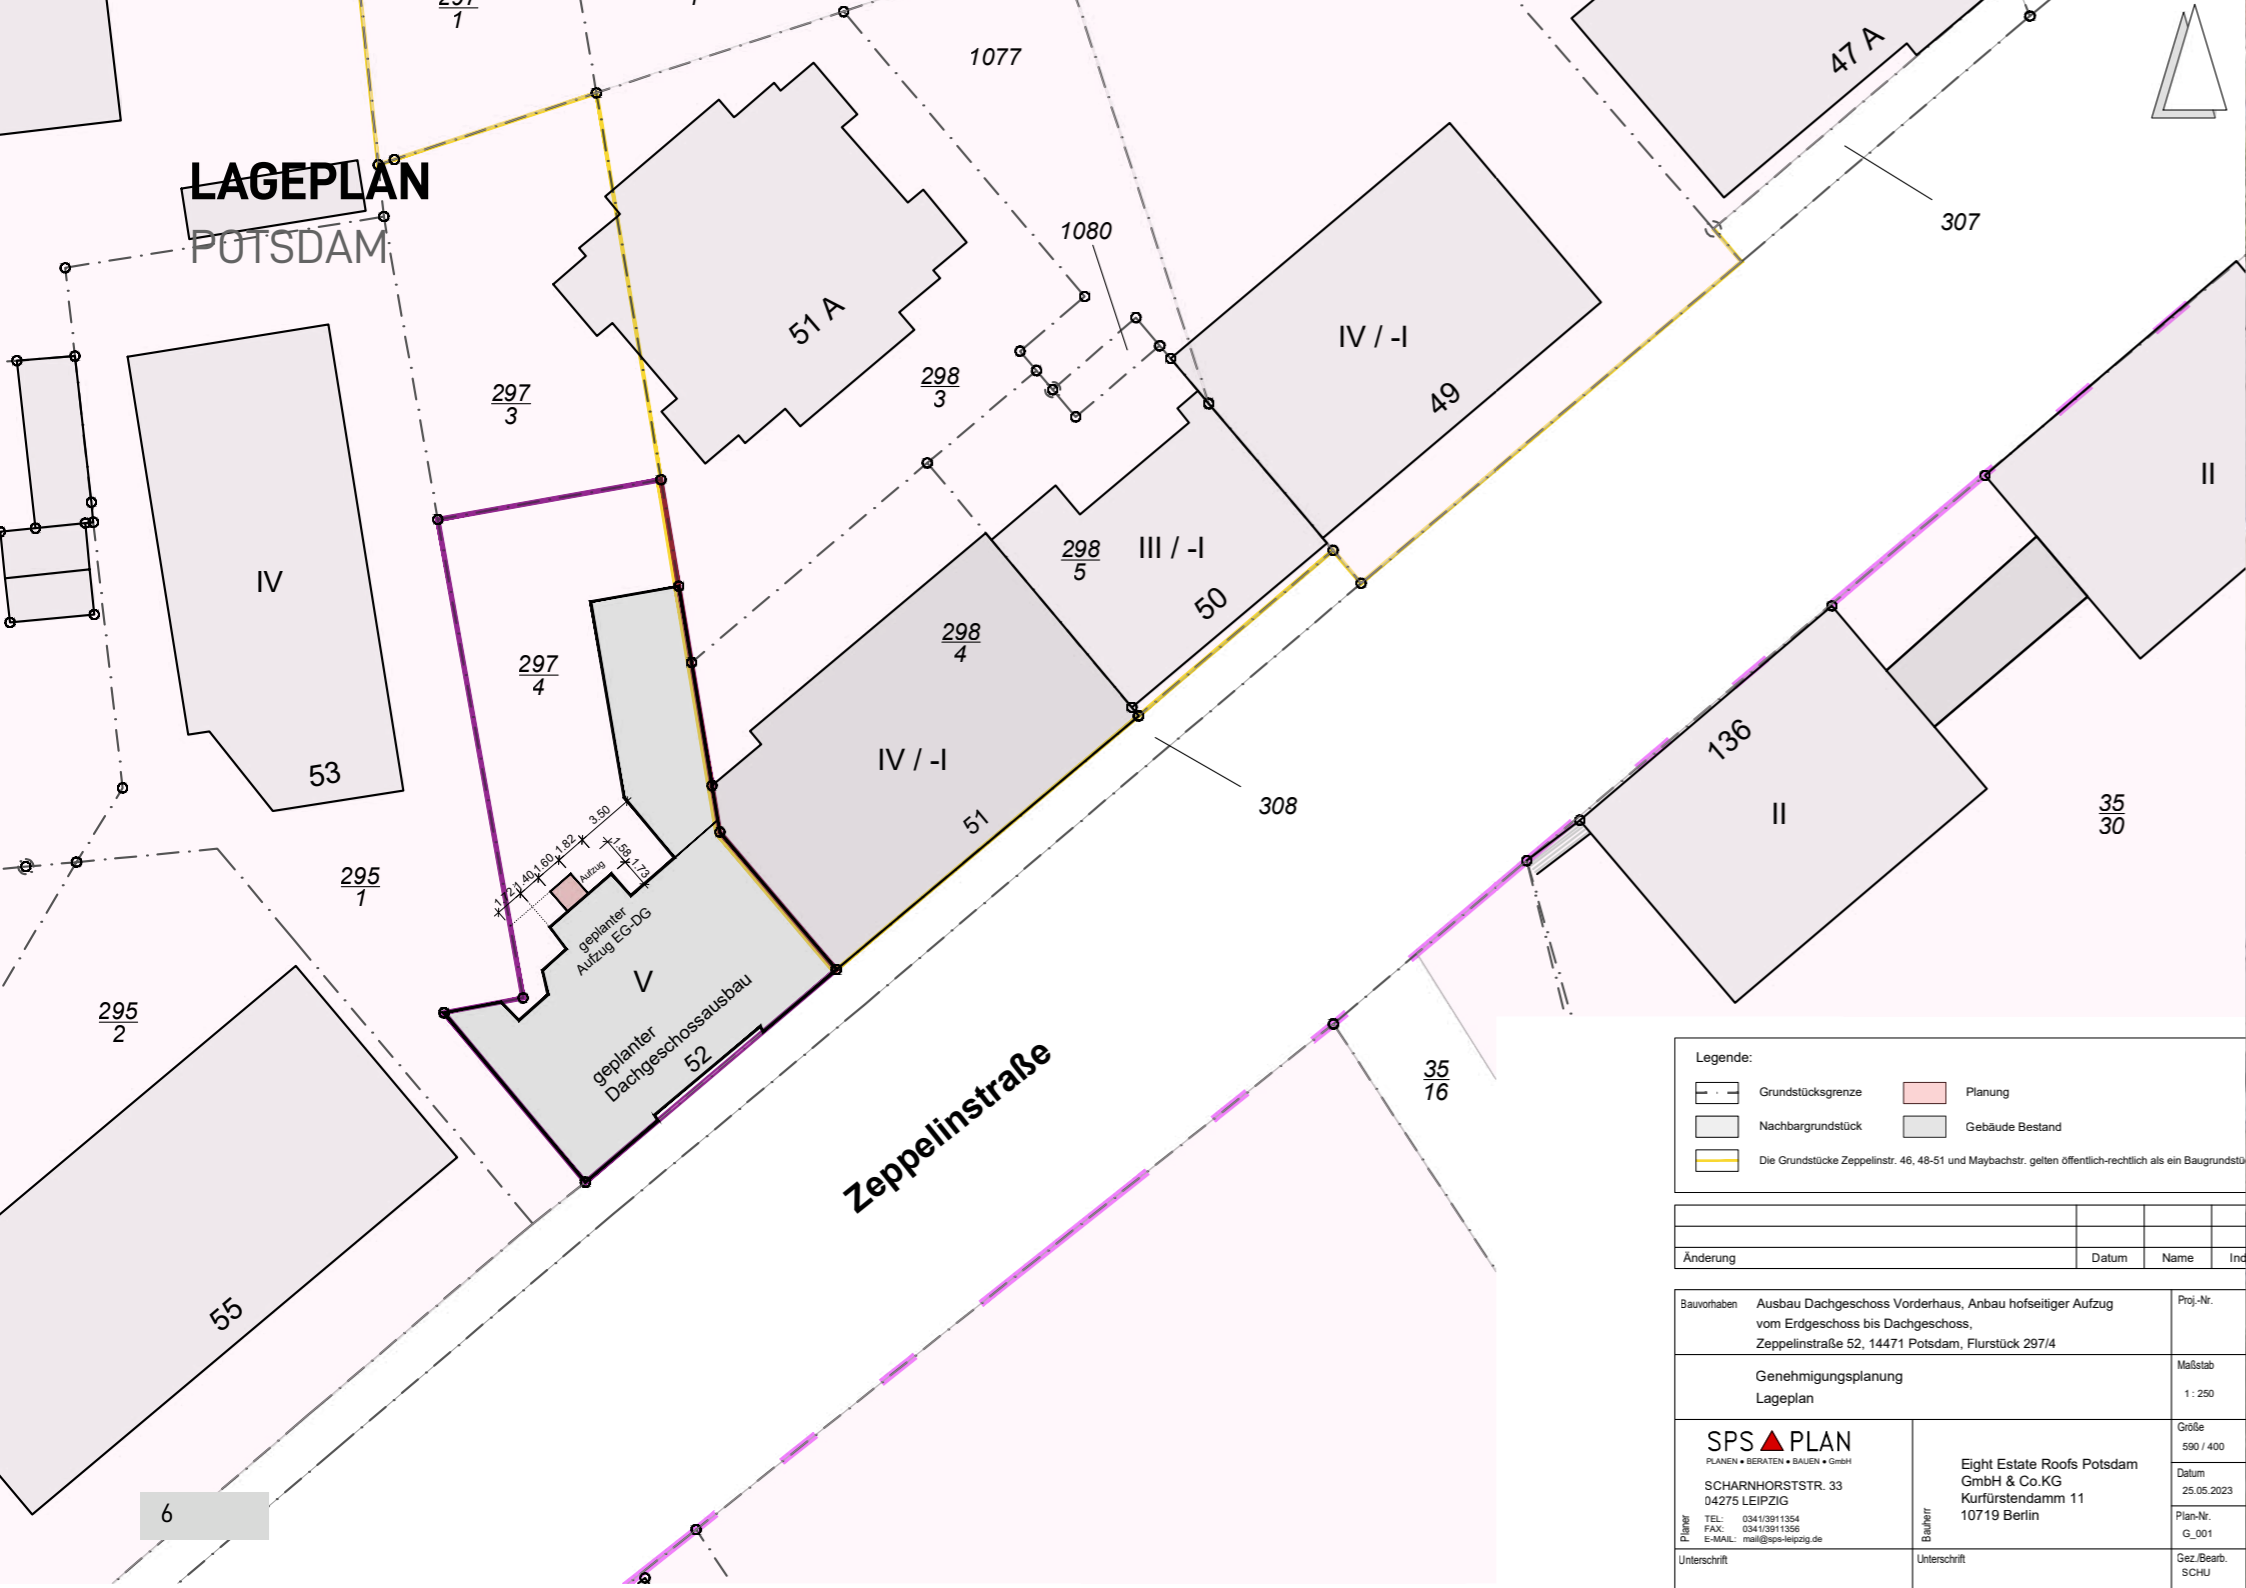 297
1
1077
47 A
LAGEPLAN
POTSDAM
307
1080
51 A
IV / -I
49
297
3
298
3
II
IV
III / -I
298
5
50
298
4
297
4
IV / -I
51
53
308
136
II
35
30
3.50
1.82
1.60
1.40
1.58
1.73
Aufzug
295
1
geplanter
Aufzug EG-DG
V
geplanter
Dachgeschossausbau
52
295
2
Zeppelinstraße
35
16
55
6
Legende:
Grundstücksgrenze
Planung
Nachbargrundstück
Gebäude Bestand
Die Grundstücke Zeppelinstr. 46, 48-51 und Maybachstr. gelten öffentlich-rechtlich als ein Baugrundstü
Änderung
Datum
Name
Ind
Bauvorhaben
Ausbau Dachgeschoss Vorderhaus, Anbau hofseitiger Aufzug
vom Erdgeschoss bis Dachgeschoss,
Zeppelinstraße 52, 14471 Potsdam, Flurstück 297/4
Proj.-Nr.
Genehmigungsplanung
Lageplan
Maßstab
1 : 250
SPS PLAN
PLANEN • BERATEN • BAUEN • GmbH
SCHARNHORSTSTR. 33
04275 LEIPZIG
Planer
TEL: 0341/3911354
FAX: 0341/3911356
E-MAIL: mail@sps-leipzig.de
Bauherr
Eight Estate Roofs Potsdam
GmbH & Co.KG
Kurfürstendamm 11
10719 Berlin
Größe
590 / 400
Datum
25.05.2023
Plan-Nr.
G_001
Unterschrift
Unterschrift
Gez./Bearb.
SCHU